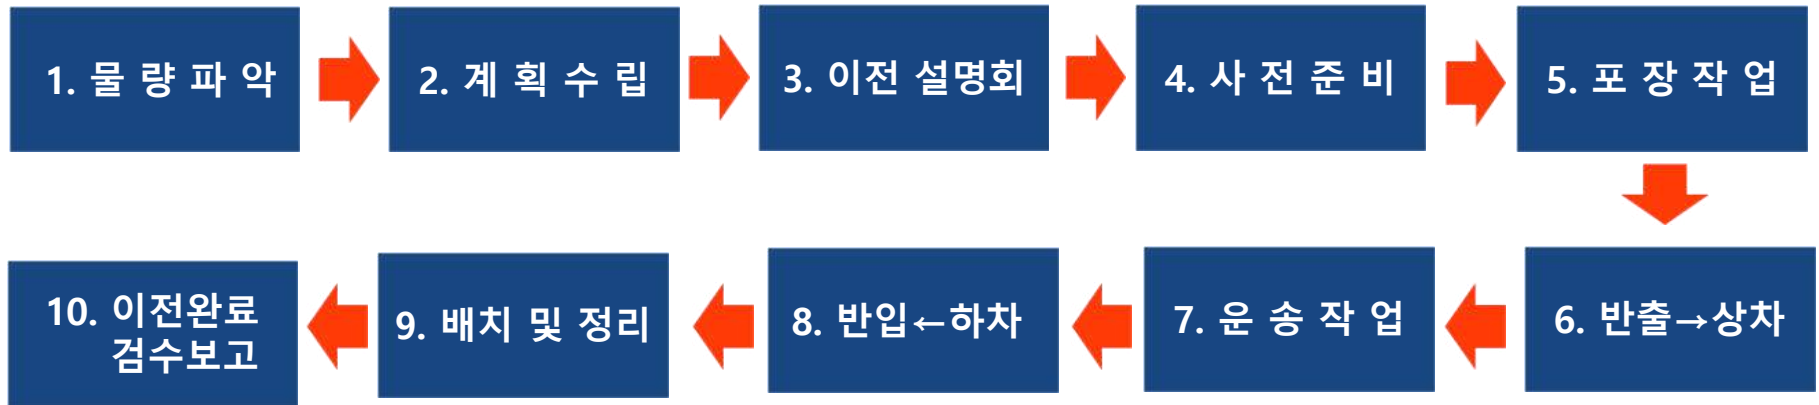 1. 물 량 파 악
2. 계 획 수 립
3. 이전 설명회
4. 사 전 준 비
5. 포 장 작 업
6. 반출→상차
7. 운 송 작 업
8. 반입←하차
9. 배치 및 정리
10. 이전완료
검수보고